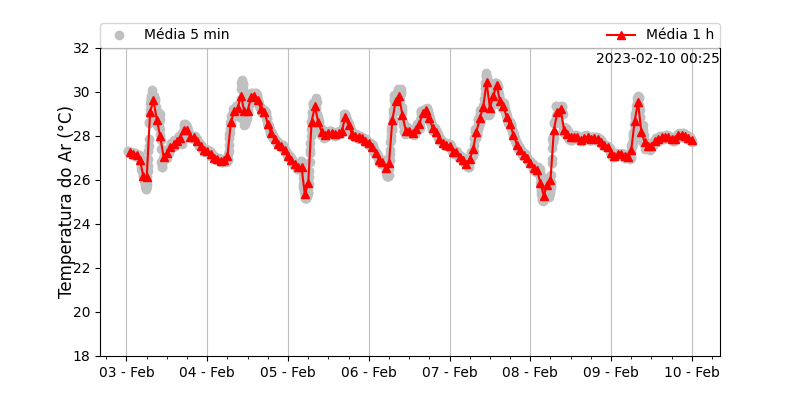 Média 5 min
Média 1 h
2023-02-10 00:25
Temperatura do Ar (°C)
32
30
28
26
24
22
20
18
03 - Feb
04 - Feb
05 - Feb
06 - Feb
07 - Feb
08 - Feb
09 - Feb
10 - Feb